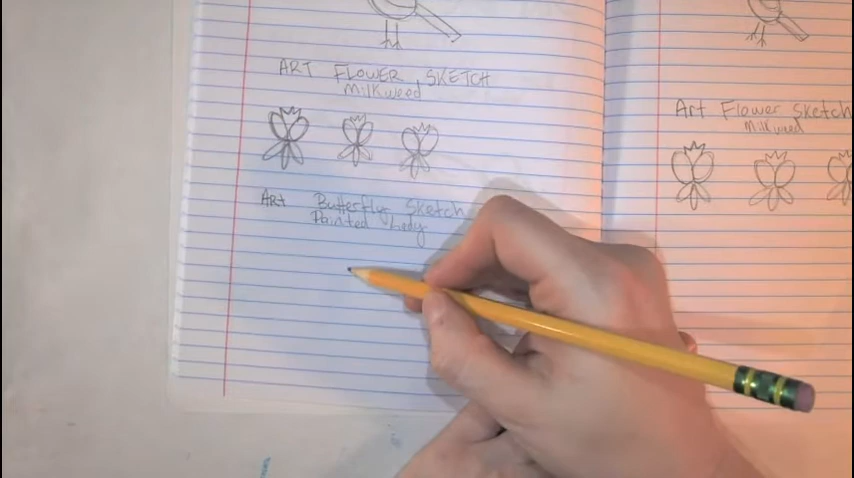 ART FLOWER SKETCH
Milkweed
Art Butterfly Sketch
Painted Lady
Art Flower Sketch
Milkweed